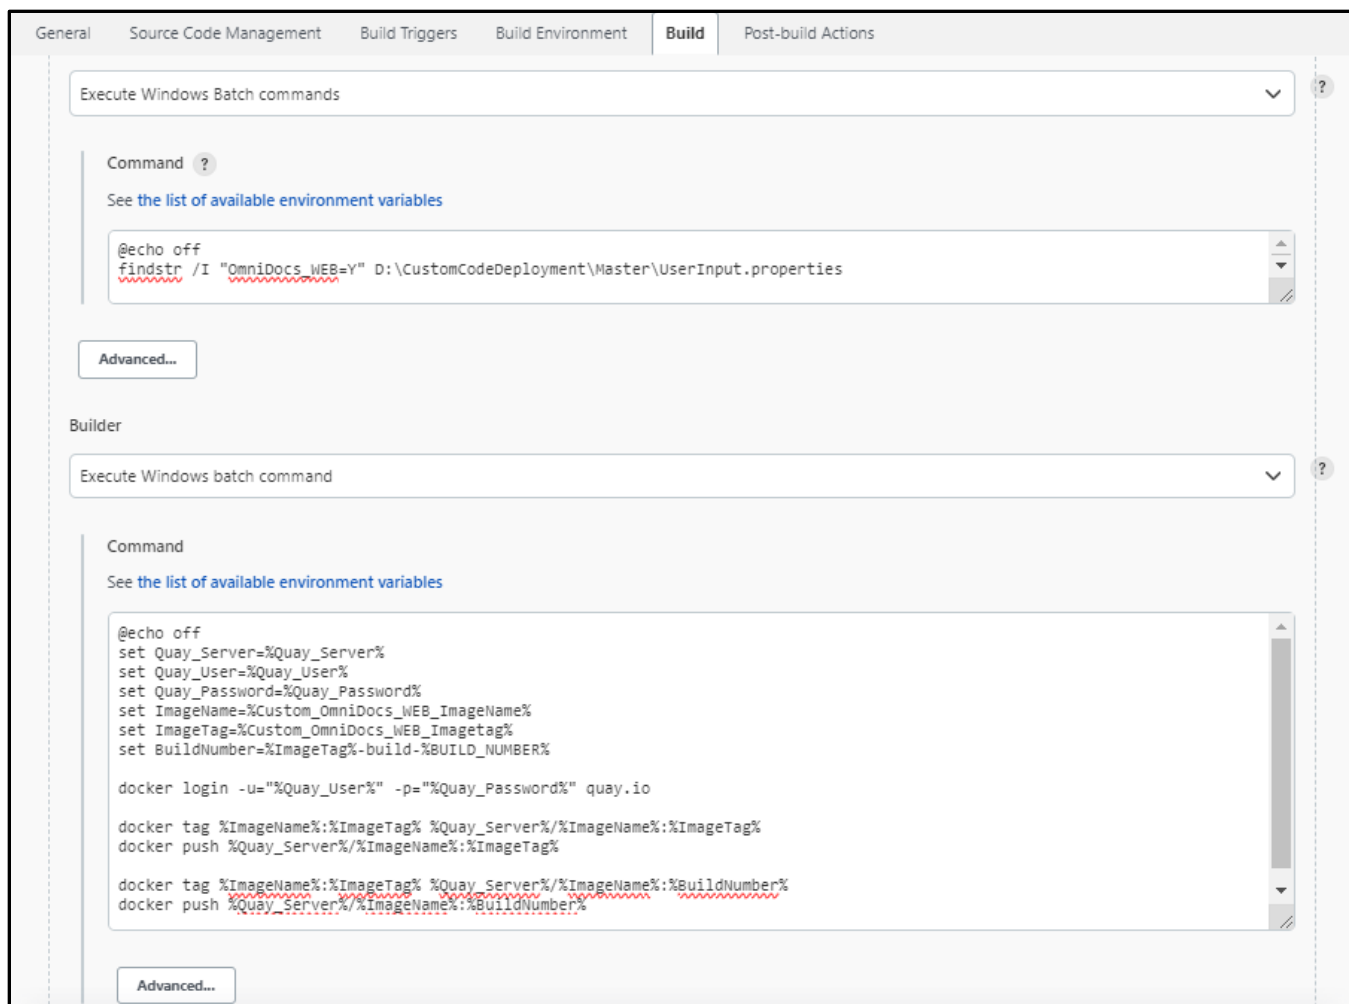 General Source Code Management Build Triggers Build Environment Build Post-build Actions
Execute Windows Batch commands
?
Command ?
See the list of available environment variables
@echo off
findstr /I "OmniDocs_WEB=Y" D:\CustomCodeDeployment\Master\UserInput.properties
Advanced...
Builder
Execute Windows batch command
?
Command
See the list of available environment variables
@echo off
set Quay_Server=%Quay_Server%
set Quay_User=%Quay_User%
set Quay_Password=%Quay_Password%
set ImageName=%Custom_OmniDocs_WEB_ImageName%
set ImageTag=%Custom_OmniDocs_WEB_Imagetag%
set BuildNumber=%ImageTag%-build-%BUILD_NUMBER%
docker login -u="%Quay_User%" -p="%Quay_Password%" quay.io
docker tag %ImageName%:%ImageTag% %Quay_Server%/%ImageName%:%ImageTag%
docker push %Quay_Server%/%ImageName%:%ImageTag%
docker tag %ImageName%:%ImageTag% %Quay_Server%/%ImageName%:%BuildNumber%
docker push %Quay_Server%/%ImageName%:%BuildNumber%
Advanced...